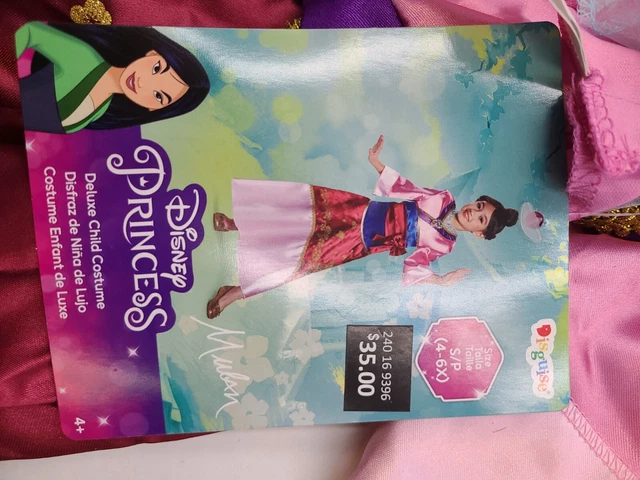 Disney
PRINCESS
Deluxe Child Costume
Disfraz de Niña de Lujo
Costume Enfant de Luxe
4+
Mulan
240 16 9396
$35.00
Size
Talla
Taille
S/P
(4-6X)
Disguise